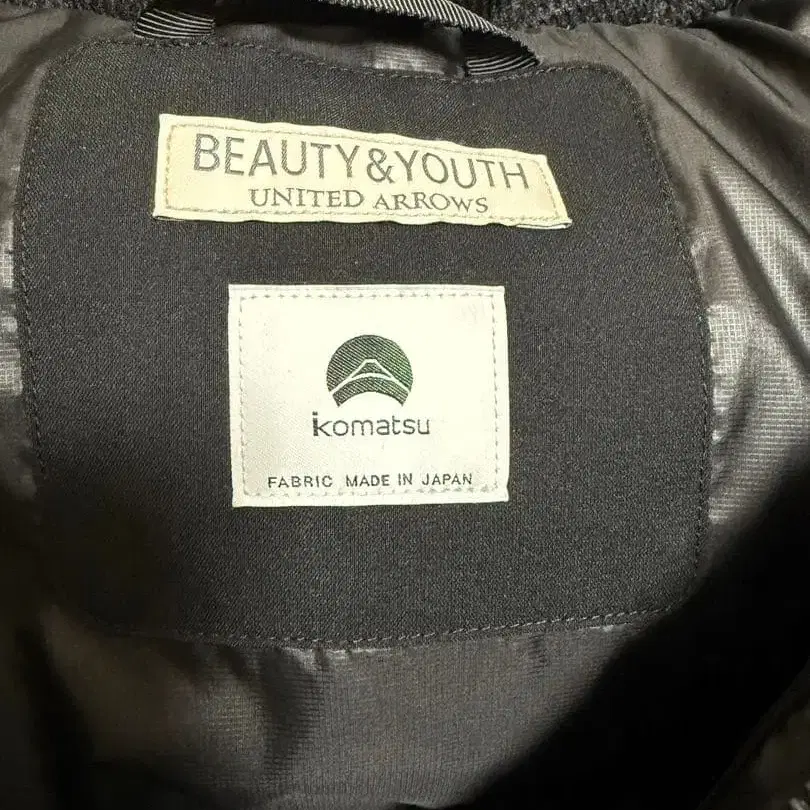 BEAUTY&YOUTH
UNITED ARROWS
komatsu
FABRIC MADE IN JAPAN